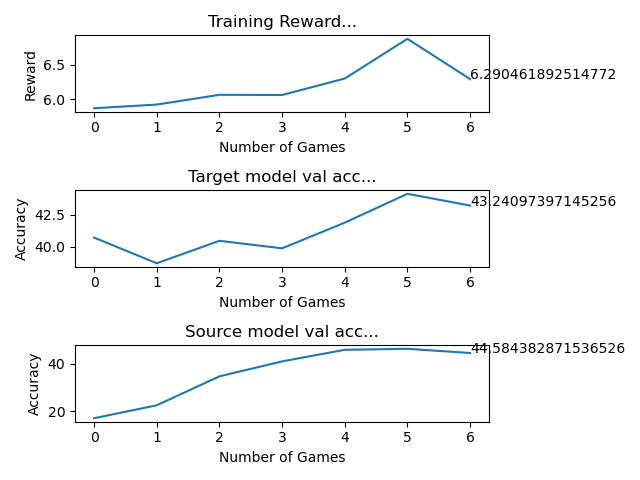 Training Reward...
Reward
6.5
6.0
6.290461892514772
0 1 2 3 4 5 6
Number of Games
Target model val acc...
Accuracy
42.5
40.0
43.24097397145256
0 1 2 3 4 5 6
Number of Games
Source model val acc...
Accuracy
40
20
44.584382871536526
0 1 2 3 4 5 6
Number of Games